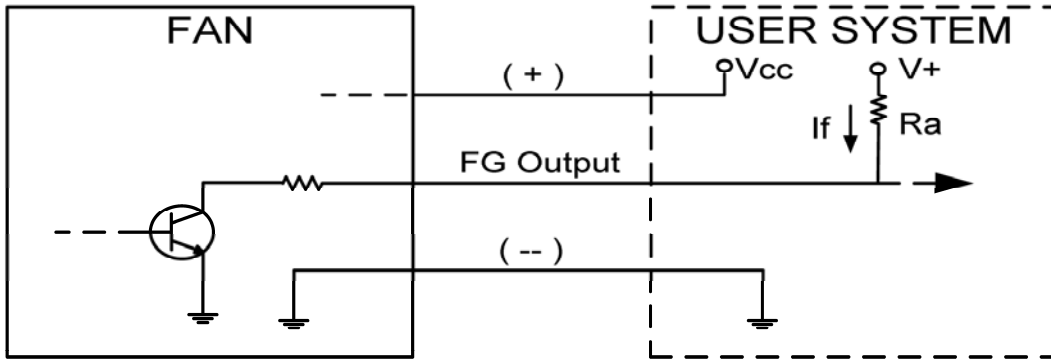 FAN
USER SYSTEM
( + )
Vcc
V+
If
Ra
FG Output
( -- )